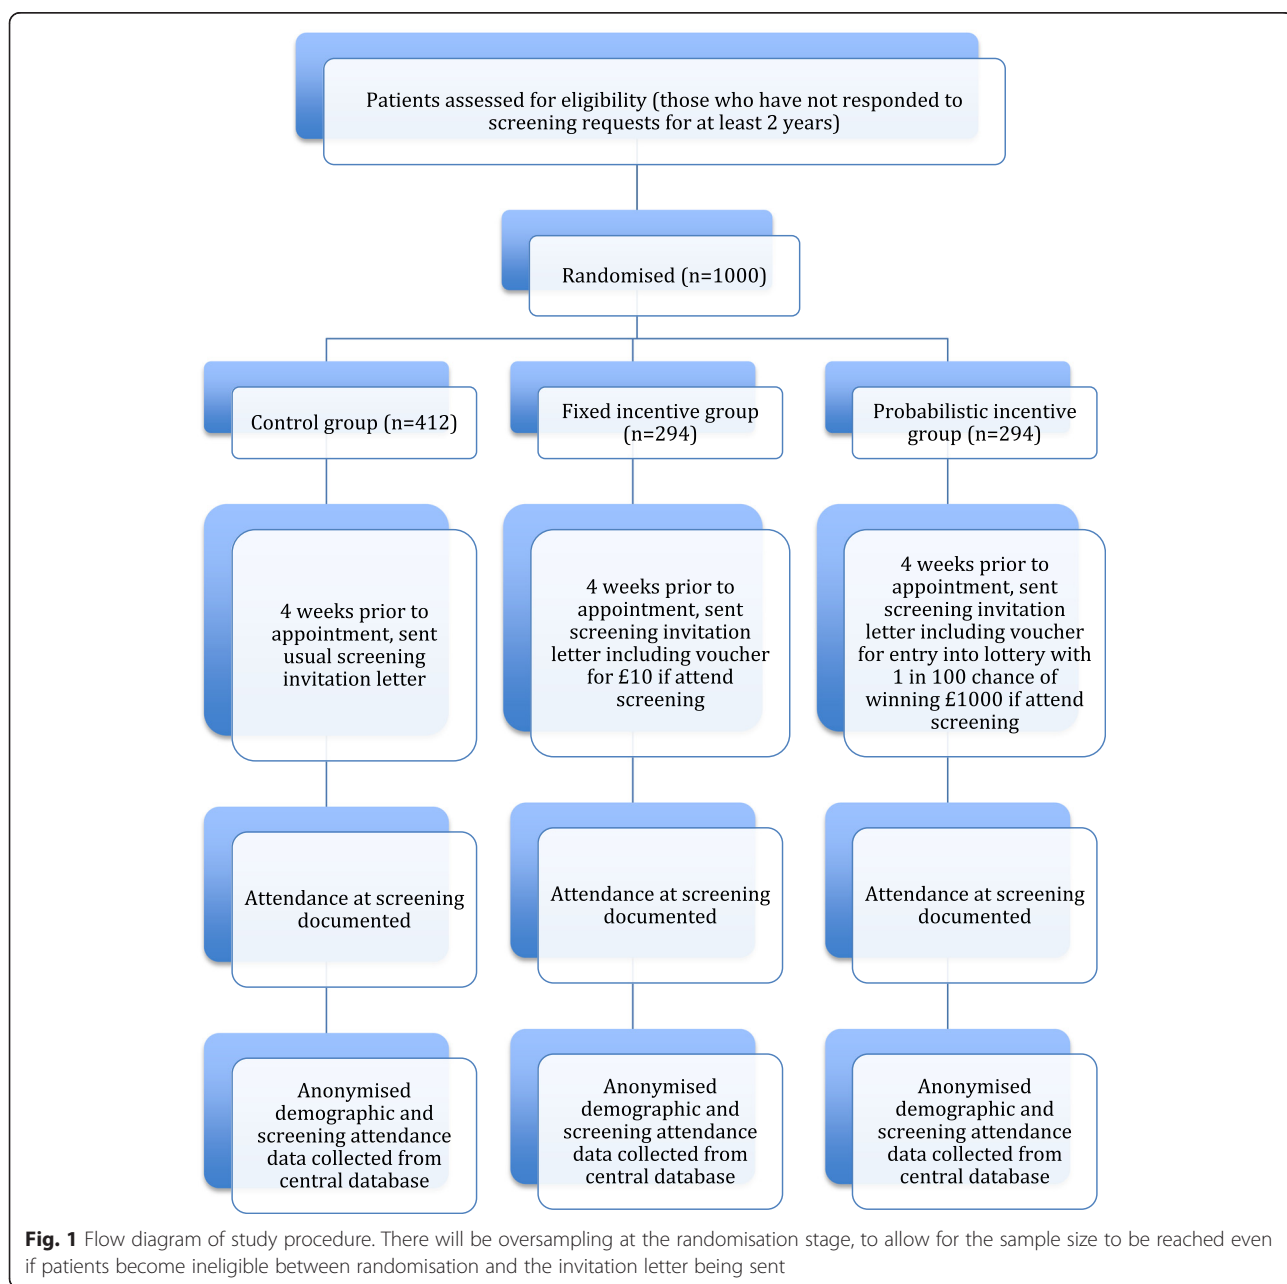 Patients assessed for eligibility (those who have not responded to
screening requests for at least 2 years)
Randomised (n=1000)
Control group (n=412)
Fixed incentive group
(n=294)
Probabilistic incentive
group (n=294)
4 weeks prior to
appointment, sent
usual screening
invitation letter
4 weeks prior to
appointment, sent
screening invitation
letter including voucher
for £10 if attend
screening
4 weeks prior to
appointment, sent
screening invitation
letter including voucher
for entry into lottery with
1 in 100 chance of
winning £1000 if attend
screening
Attendance at screening
documented
Attendance at screening
documented
Attendance at screening
documented
Anonymised
demographic and
screening attendance
data collected from
central database
Anonymised
demographic and
screening attendance
data collected from
central database
Anonymised
demographic and
screening attendance
data collected from
central database
Fig. 1 Flow diagram of study procedure. There will be oversampling at the randomisation stage, to allow for the sample size to be reached even
if patients become ineligible between randomisation and the invitation letter being sent